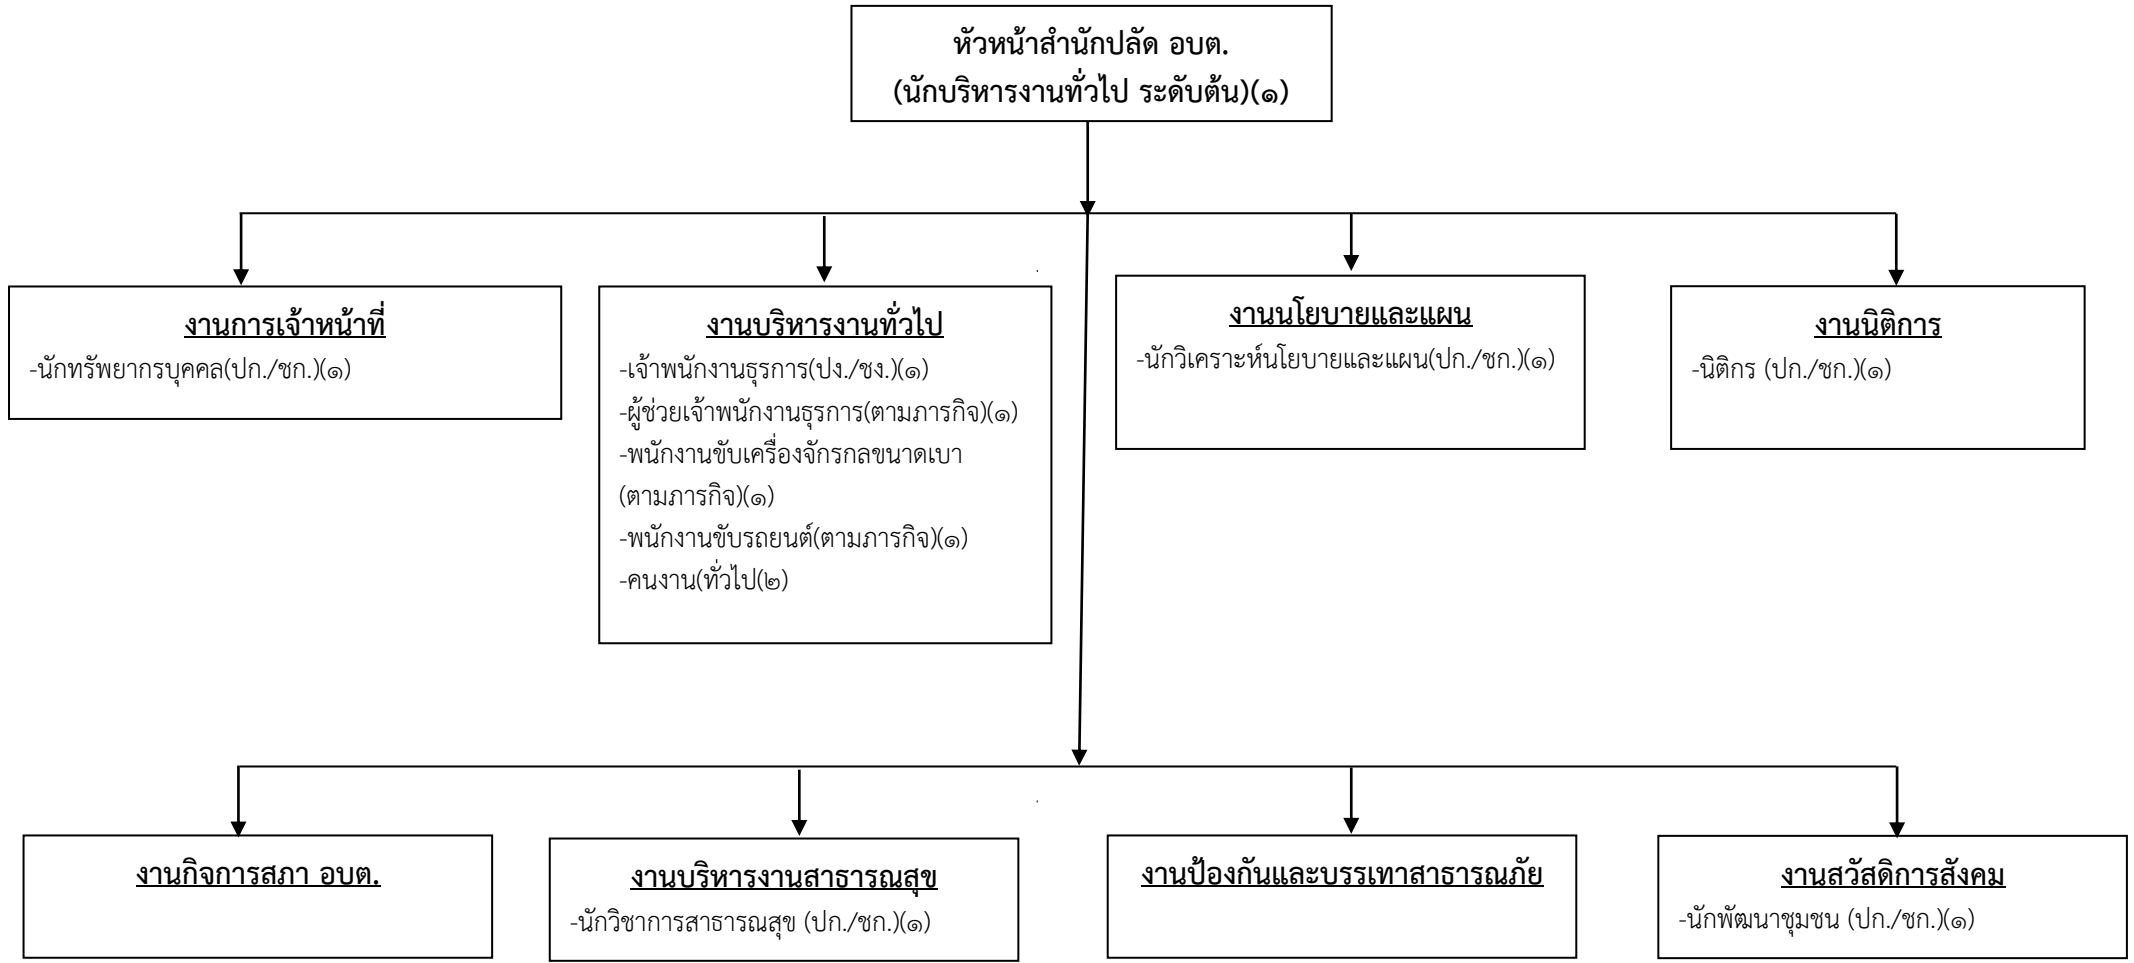 หัวหน้าสำนักปลัด อบต.
(นักบริหารงานทั่วไป ระดับต้น)(๑)
งานการเจ้าหน้าที่
-นักทรัพยากรบุคคล(ปก./ชก.)(๑)
งานบริหารงานทั่วไป
-เจ้าพนักงานธุรการ(ปง./ชง.)(๑)
-ผู้ช่วยเจ้าพนักงานธุรการ(ตามภารกิจ)(๑)
-พนักงานขับเครื่องจักรกลขนาดเบา
(ตามภารกิจ)(๑)
-พนักงานขับรถยนต์(ตามภารกิจ)(๑)
-คนงาน(ทั่วไป(๒)
งานนโยบายและแผน
-นักวิเคราะห์นโยบายและแผน(ปก./ชก.)(๑)
งานนิติการ
-นิติกร (ปก./ชก.)(๑)
งานกิจการสภา อบต.
งานบริหารงานสาธารณสุข
-นักวิชาการสาธารณสุข (ปก./ชก.)(๑)
งานป้องกันและบรรเทาสาธารณภัย
งานสวัสดิการสังคม
-นักพัฒนาชุมชน (ปก./ชก.)(๑)